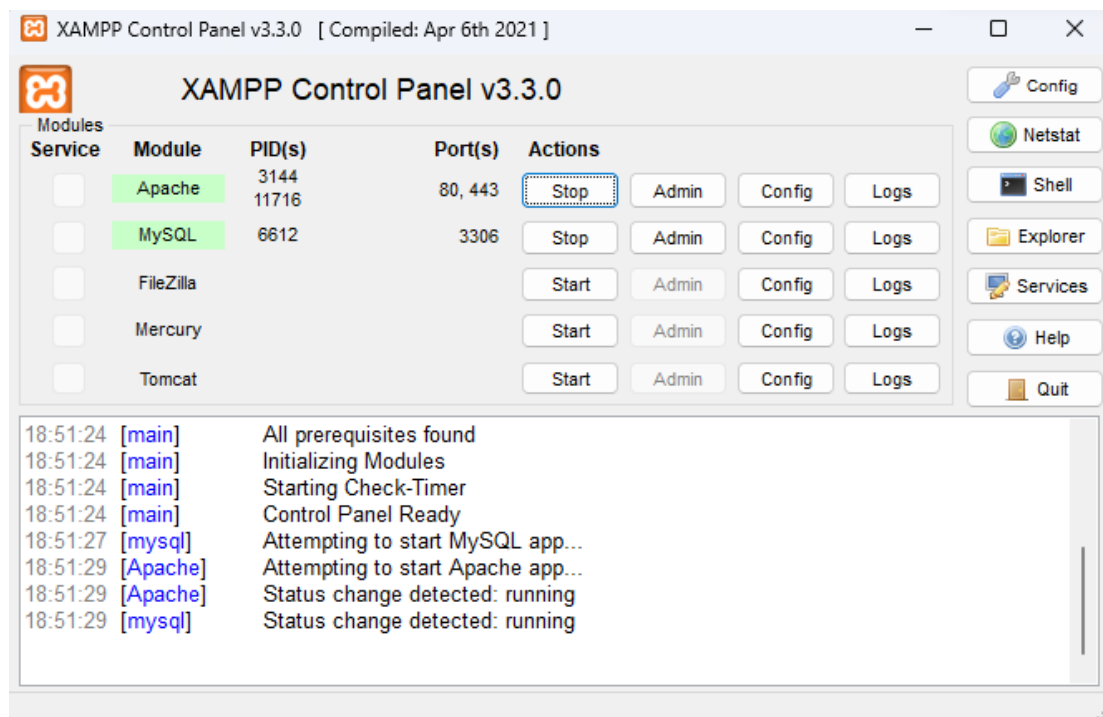 XAMPP Control Panel v3.3.0 [ Compiled: Apr 6th 2021 ]
XAMPP Control Panel v3.3.0
Config
Modules
Service Module PID(s) Port(s) Actions
Netstat
Apache 3144 11716 80, 443 Stop Admin Config Logs
Shell
MySQL 6612 3306 Stop Admin Config Logs
Explorer
FileZilla Start Admin Config Logs
Services
Mercury Start Admin Config Logs
Help
Tomcat Start Admin Config Logs
Quit
18:51:24 [main] All prerequisites found
18:51:24 [main] Initializing Modules
18:51:24 [main] Starting Check-Timer
18:51:24 [main] Control Panel Ready
18:51:27 [mysql] Attempting to start MySQL app...
18:51:29 [Apache] Attempting to start Apache app...
18:51:29 [Apache] Status change detected: running
18:51:29 [mysql] Status change detected: running